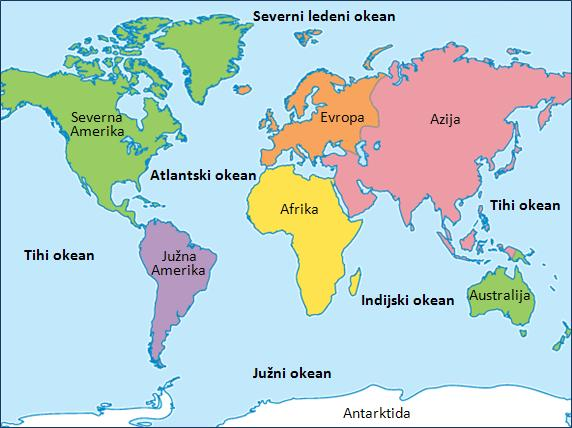 Severni ledeni okean
Severna
Amerika
Evropa
Azija
Atlantski okean
Afrika
Tihi okean
Tihi okean
Južna
Amerika
Indijski okean
Australija
Južni okean
Antarktida